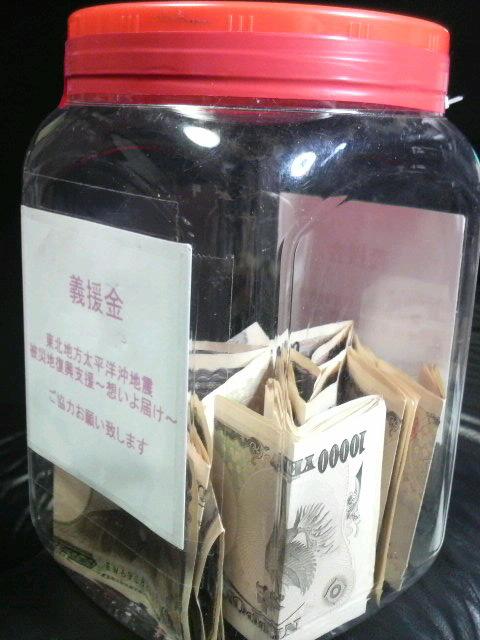 義援金
東北地方太平洋沖地震
被災地復興支援～想いよ届け～
ご協力お願い致します
10000 YEN